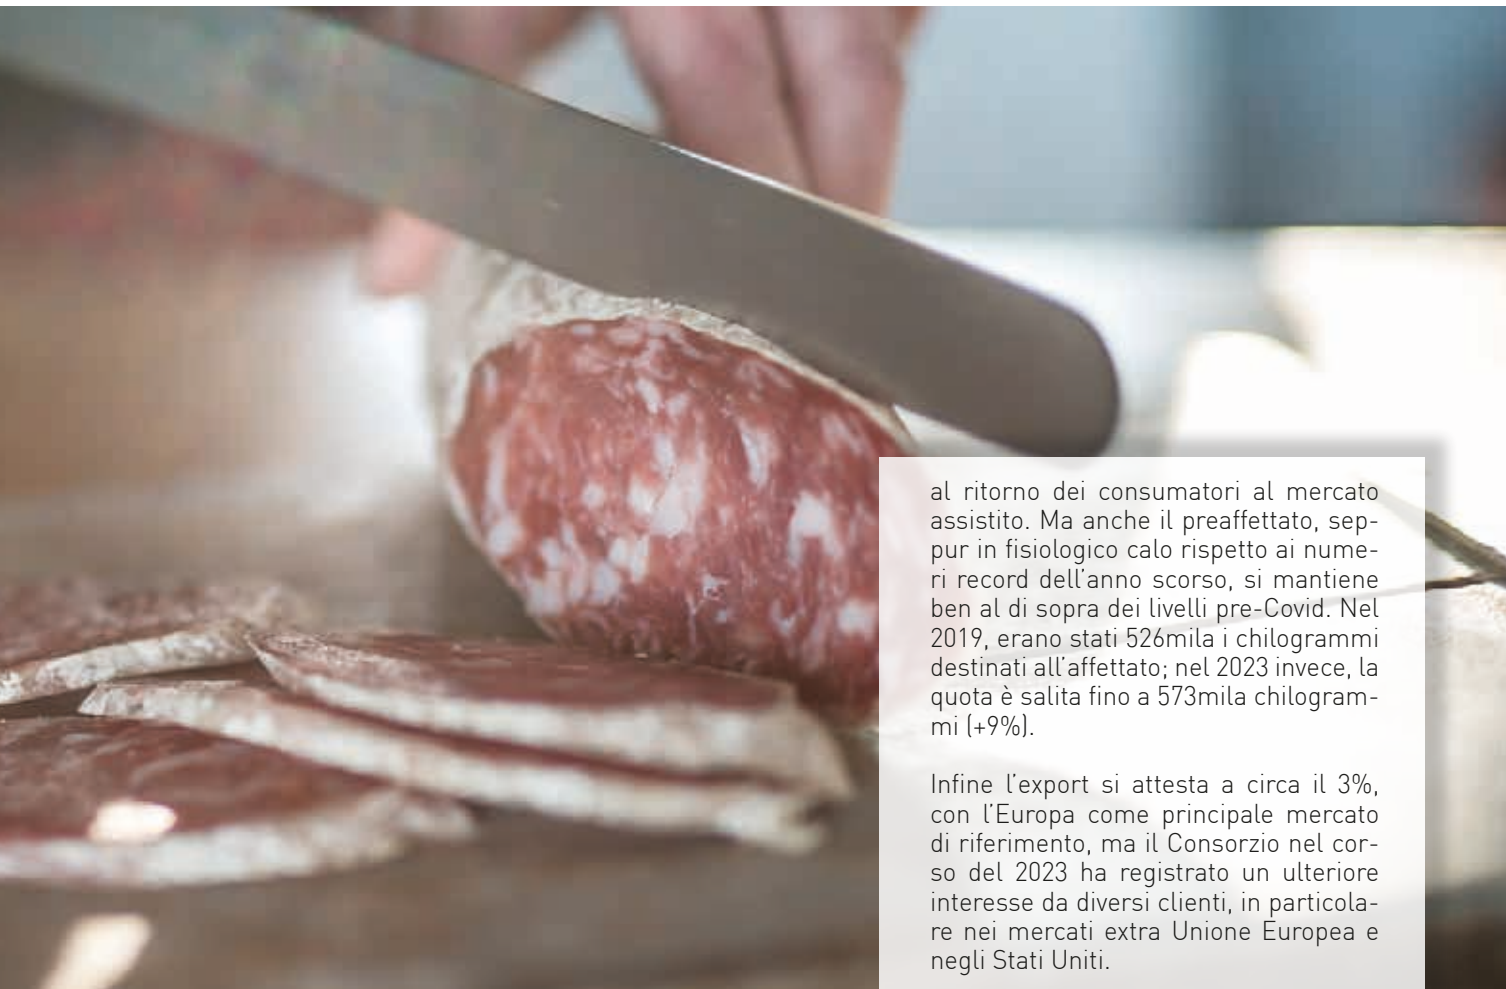 al ritorno dei consumatori al mercato
assistito. Ma anche il preaffettato, sep-
pur in fisiologico calo rispetto ai nume-
ri record dell'anno scorso, si mantiene
ben al di sopra dei livelli pre-Covid. Nel
2019, erano stati 526mila i chilogrammi
destinati all'affettato; nel 2023 invece, la
quota è salita fino a 573mila chilogram-
mi (+9%).
Infine l'export si attesta a circa il 3%,
con l'Europa come principale mercato
di riferimento, ma il Consorzio nel cor-
so del 2023 ha registrato un ulteriore
interesse da diversi clienti, in particola-
re nei mercati extra Unione Europea e
negli Stati Uniti.